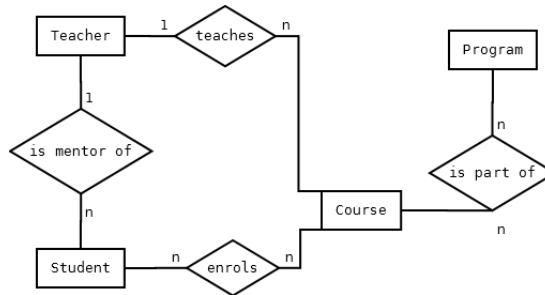 Teacher
1
teaches
n
Program
1
is mentor of
n
n
is part of
n
Course
Student
n
enrols
n